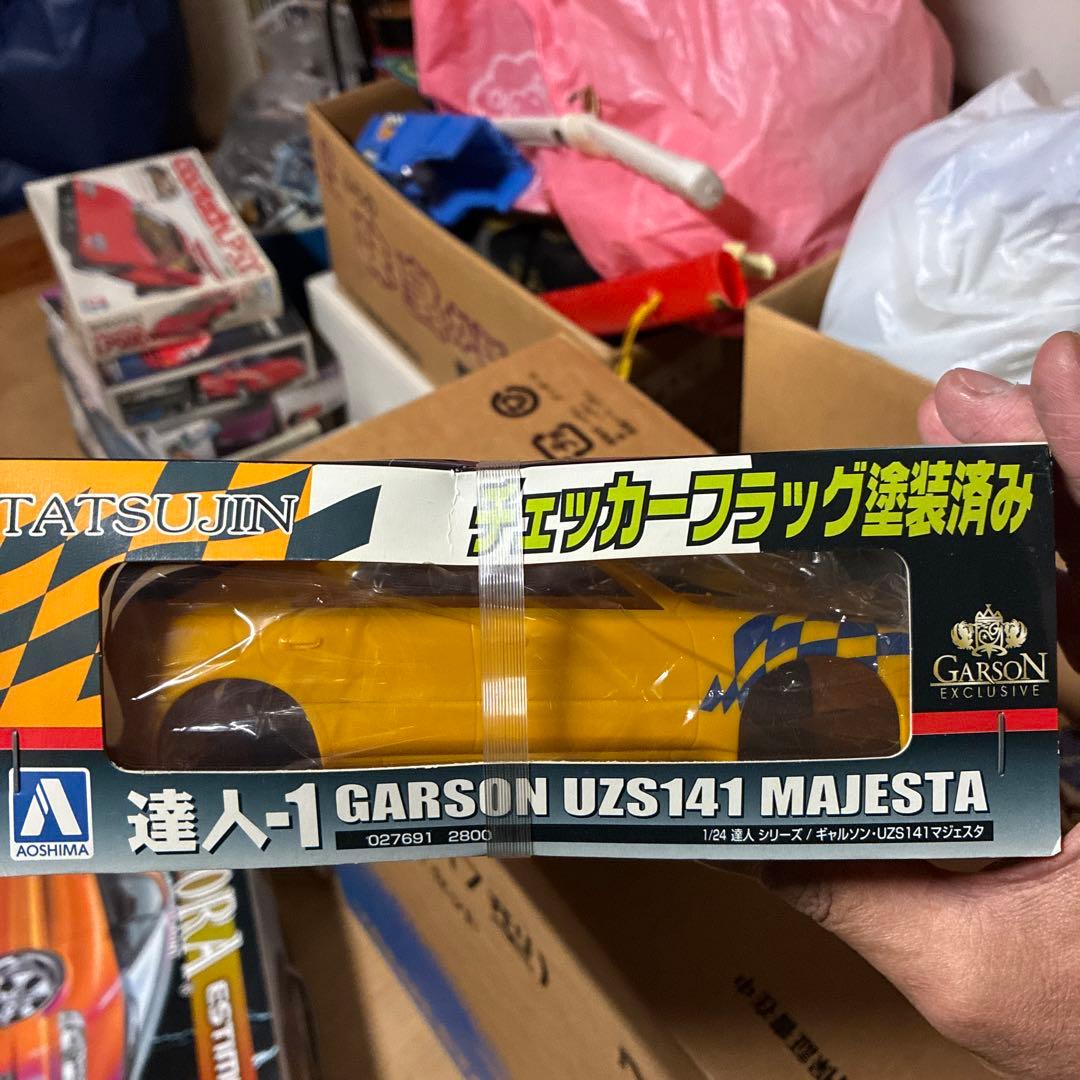 TATSUJIN
チェッカーフラッグ塗装済み
GARSON
EXCLUSIVE
AOSHIMA
達人-1
GARSON UZS141 MAJESTA
027691 2800
1/24 達人 シリーズ / ギャルソン・UZS141マジェスタ
ORA
ESTIM